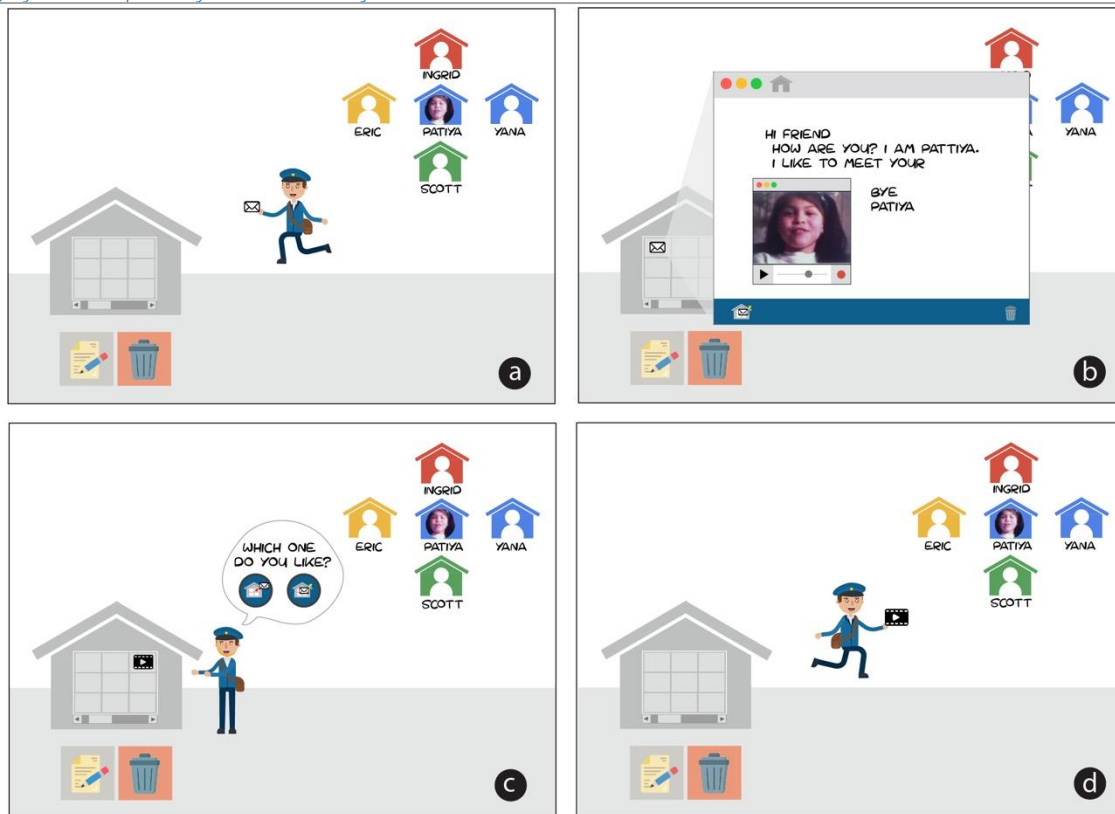 INGRID
ERIC
PATIYA
YANA
SCOTT
a
HI FRIEND
HOW ARE YOU? I AM PATTIYA.
I LIKE TO MEET YOUR
BYE
PATIYA
YANA
b
INGRID
WHICH ONE
DO YOU LIKE?
ERIC
PATIYA
YANA
SCOTT
c
INGRID
ERIC
PATIYA
YANA
SCOTT
d